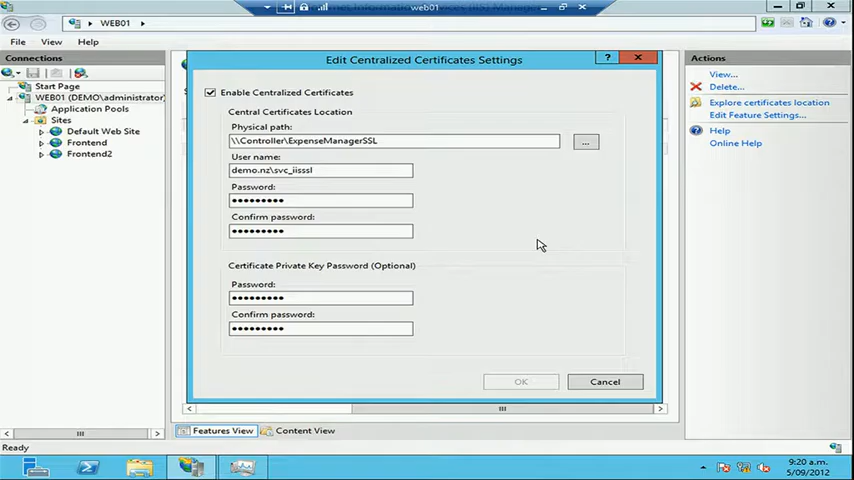 web01
WEB01
File View Help
Connections
Start Page
WEB01 (DEMO\administrator)
Application Pools
Sites
Default Web Site
Frontend
Frontend2
Edit Centralized Certificates Settings
Enable Centralized Certificates
Central Certificates Location
Physical path:
\\Controller\ExpenseManagerSSL
...
User name:
demo.nz\svc_iisssl
Password:
•••••••••
Confirm password:
•••••••••
Certificate Private Key Password (Optional)
Password:
•••••••••
Confirm password:
•••••••••
OK Cancel
Actions
View...
Delete...
Explore certificates location
Edit Feature Settings...
Help
Online Help
Features View Content View
Ready
9:20 a.m.
5/09/2012